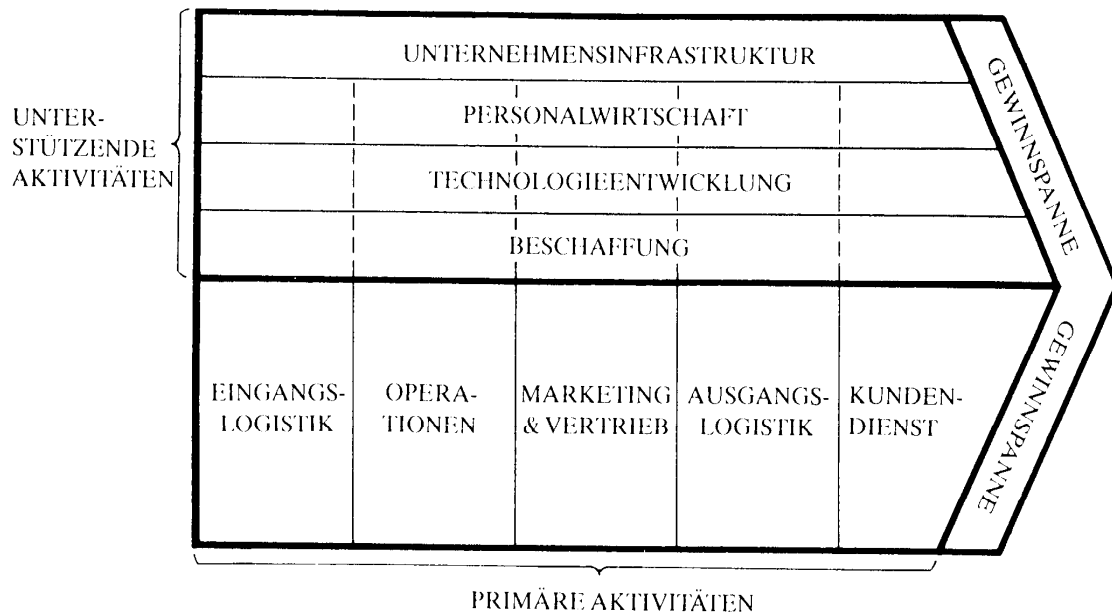 UNTERNEHMENSINFRASTRUKTUR
PERSONALWIRTSCHAFT
TECHNOLOGIEENTWICKLUNG
BESCHAFFUNG
UNTER-
STÜTZENDE
AKTIVITÄTEN
GEWINNSPANNE
GEWINNSPANNE
EINGANGS-
LOGISTIK
OPERA-
TIONEN
MARKETING
& VERTRIEB
AUSGANGS-
LOGISTIK
KUNDEN-
DIENST
PRIMÄRE AKTIVITÄTEN